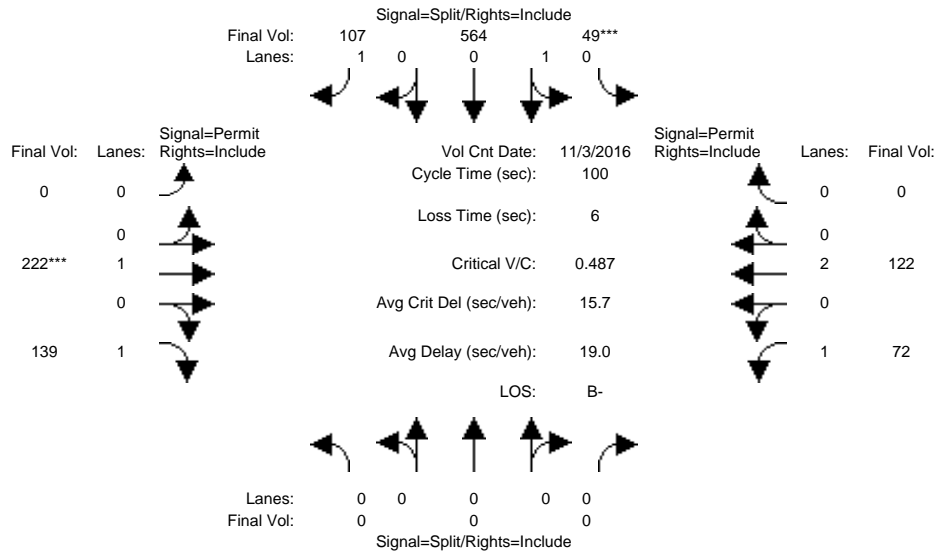 Signal=Split/Rights=Include
Final Vol: 107 564 49***
Lanes: 1 0 0 1 0
Signal=Permit
Final Vol: Lanes: Rights=Include
Vol Cnt Date: 11/3/2016
Signal=Permit
Rights=Include Lanes: Final Vol:
Cycle Time (sec): 100
0 0 0 0
Loss Time (sec): 6
0 0
222*** 1 Critical V/C: 0.487 2 122
0 Avg Crit Del (sec/veh): 15.7 0
139 1 Avg Delay (sec/veh): 19.0 1 72
LOS: B-
Lanes: 0 0 0 0 0
Final Vol: 0 0 0
Signal=Split/Rights=Include